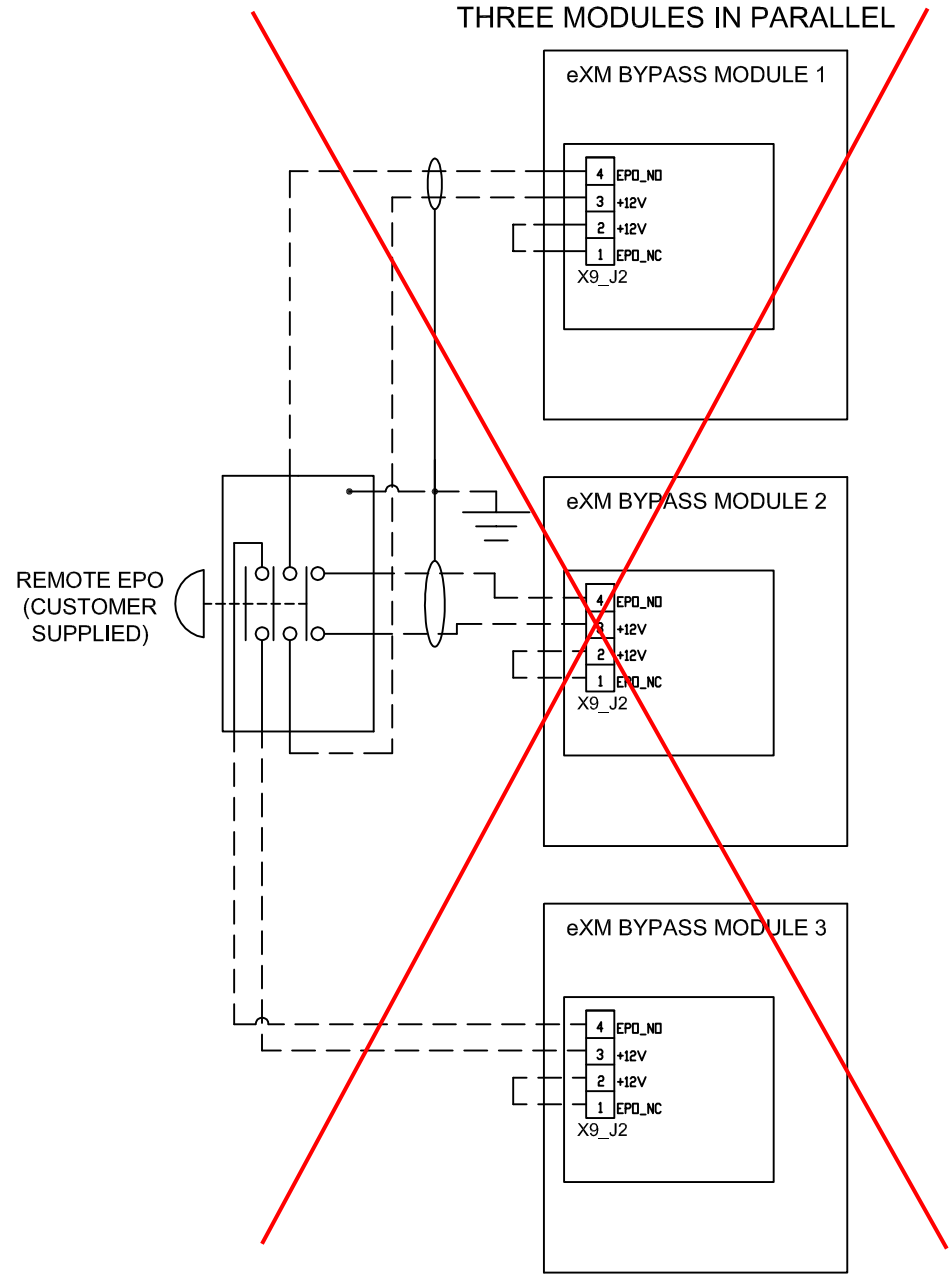 THREE MODULES IN PARALLEL
eXM BYPASS MODULE 1
4 EPO_NO
3 +12V
2 +12V
1 EPO_NC
X9_J2
eXM BYPASS MODULE 2
REMOTE EPO
(CUSTOMER
SUPPLIED)
4 EPO_NO
3 +12V
2 +12V
1 EPO_NC
X9_J2
eXM BYPASS MODULE 3
4 EPO_NO
3 +12V
2 +12V
1 EPO_NC
X9_J2